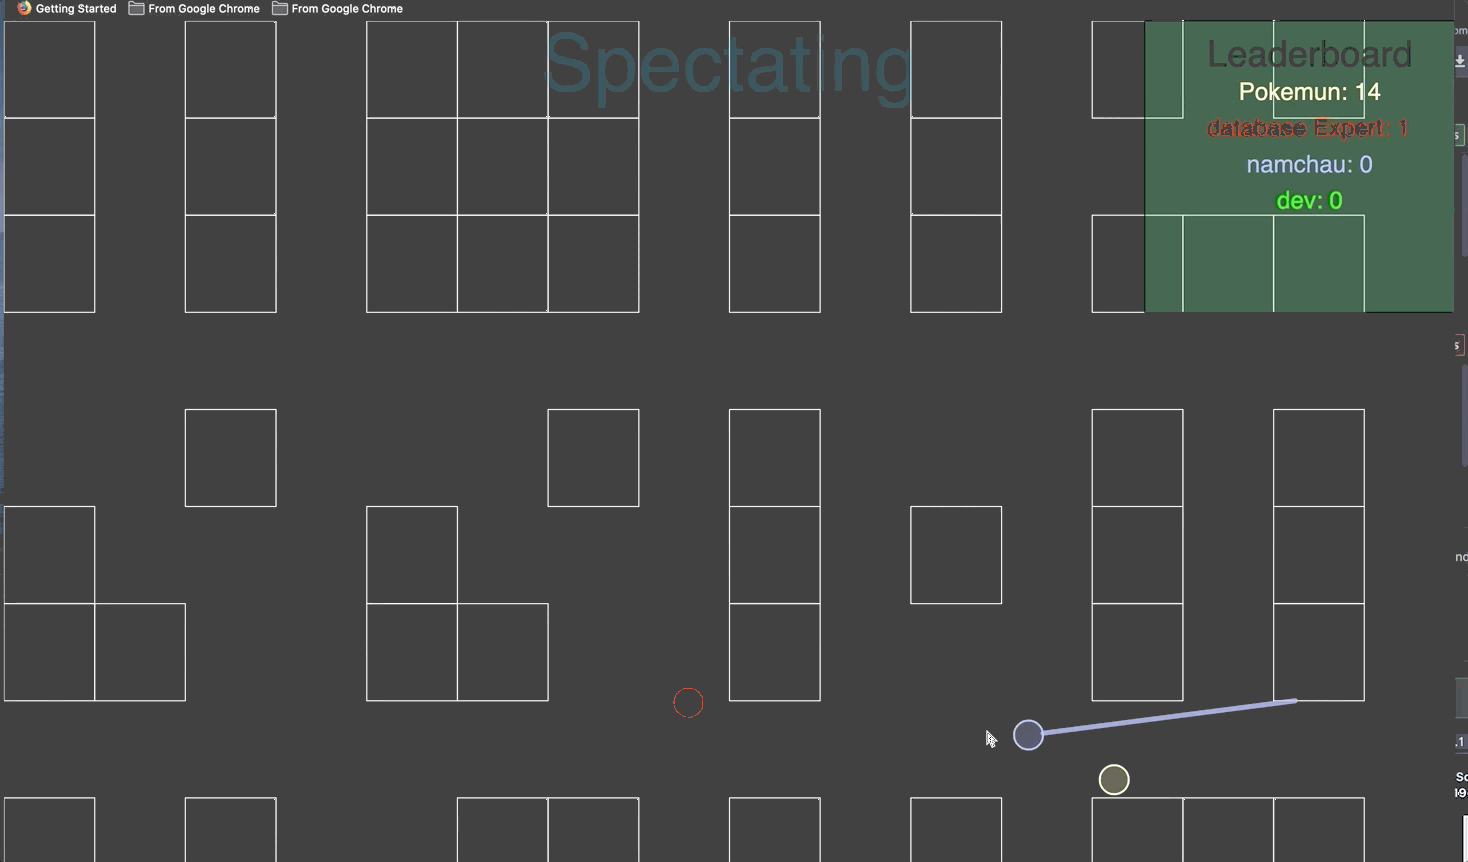 Getting Started From Google Chrome From Google Chrome
Spectating
Leaderboard
Pokemun: 14
database Expert: 1
namchau: 0
dev: 0